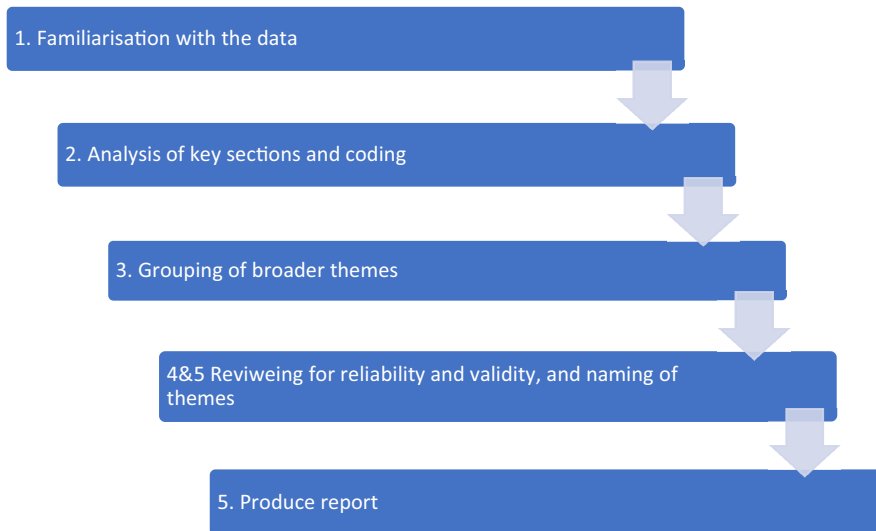 1. Familiarisation with the data
2. Analysis of key sections and coding
3. Grouping of broader themes
4&5 Reviweing for reliability and validity, and naming of
themes
5. Produce report